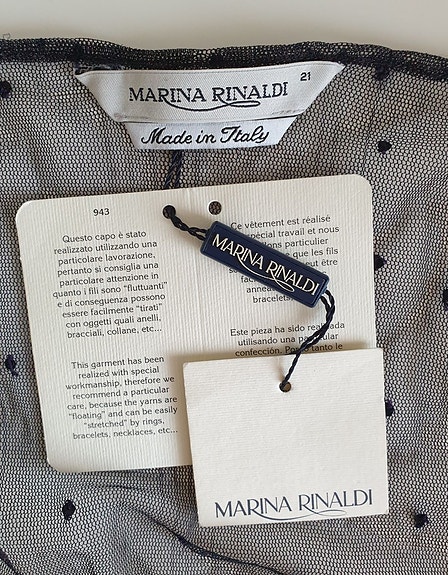 MARINA RINALDI 21
Made in Italy
943
Questo capo è stato
realizzato utilizzando una
particolare lavorazione,
pertanto si consiglia una
particolare attenzione in
quanto i fili sono "fluttuanti"
e di conseguenza possono
essere facilmente "tirati"
con oggetti quali anelli,
bracciali, collane, etc...
This garment has been
realized with special
workmanship, therefore we
recommend a particular
care, because the yarns are
"floating" and can be easily
"stretched" by rings,
bracelets, necklaces, etc...
Ce vêtement est réalisé
spécial travail et nous
particulier
que les fils
être
bracelets,
Este pieza ha sido realizada
utilisando una
confección. le
MARINA RINALDI
MARINA RINALDI